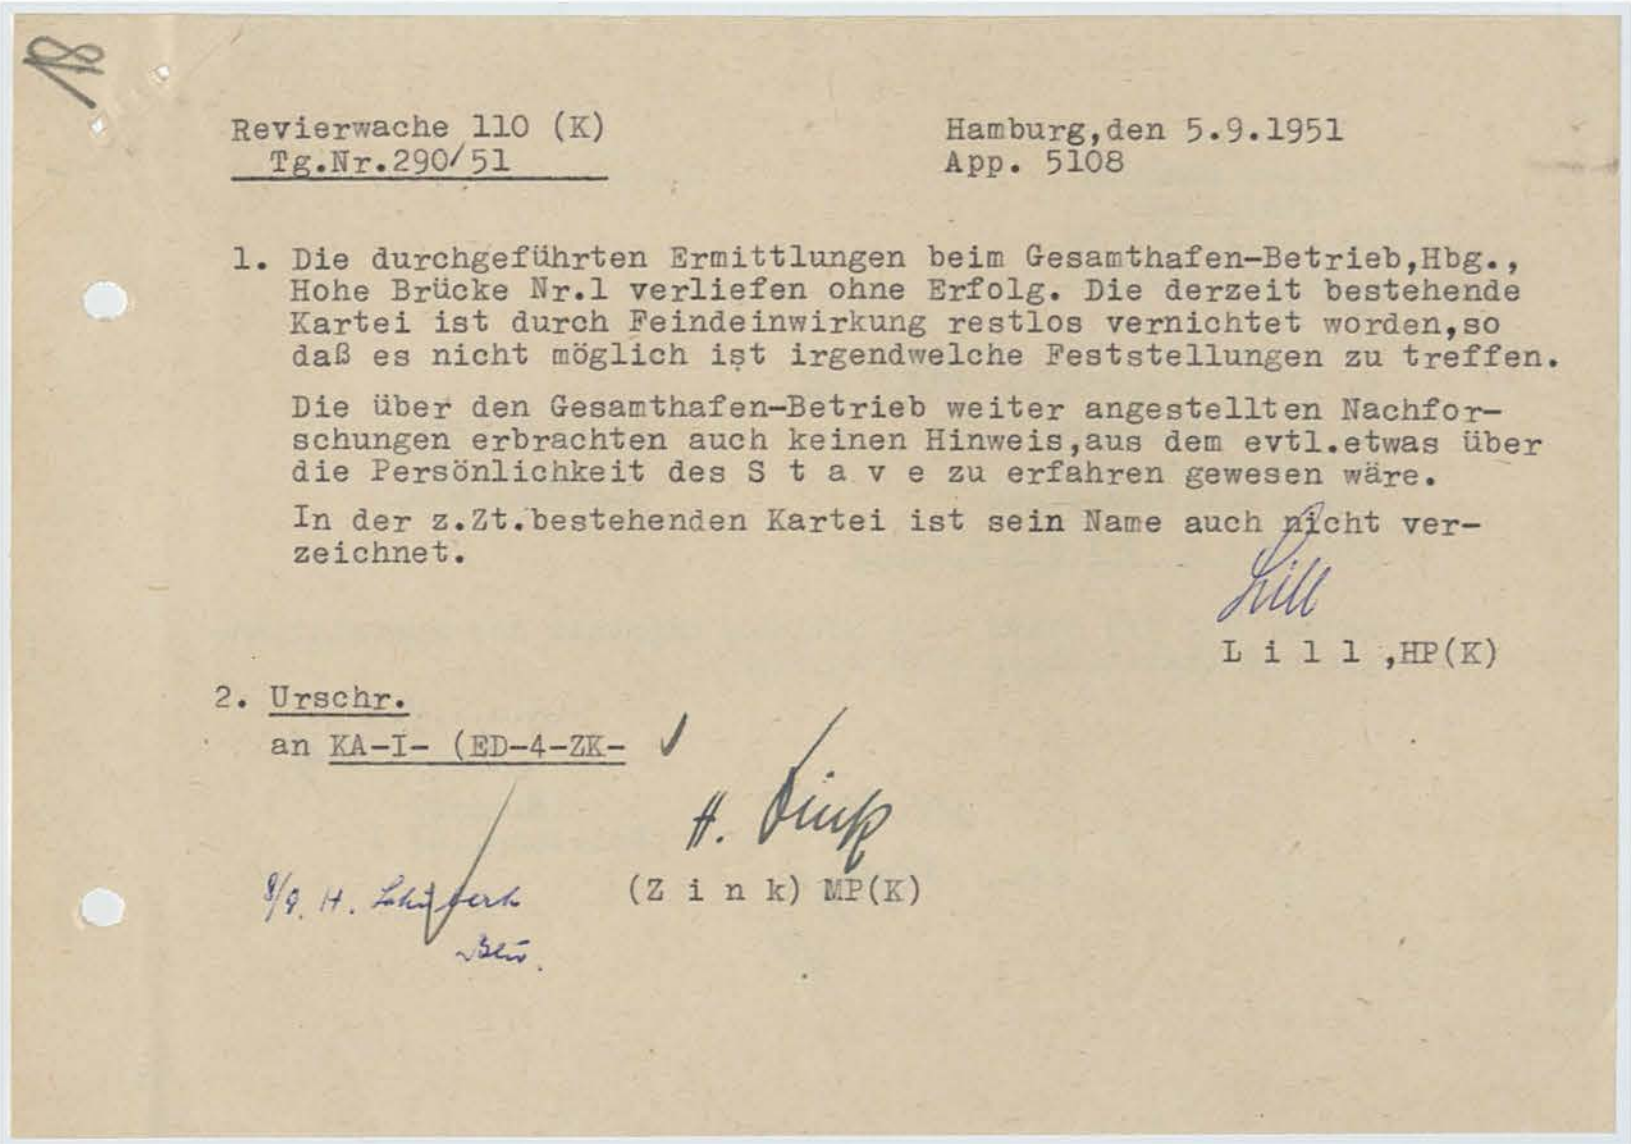 18
Revierwache 110 (K)
Tg.Nr.290/51
Hamburg,den 5.9.1951
App. 5108
1. Die durchgeführten Ermittlungen beim Gesamthafen-Betrieb,Hbg.,
Hohe Brücke Nr.1 verliefen ohne Erfolg. Die derzeit bestehende
Kartei ist durch Feindeinwirkung restlos vernichtet worden,so
daß es nicht möglich ist irgendwelche Feststellungen zu treffen.
Die über den Gesamthafen-Betrieb weiter angestellten Nachfor-
schungen erbrachten auch keinen Hinweis,aus dem evtl.etwas über
die Persönlichkeit des S t a v e zu erfahren gewesen wäre.
In der z.Zt.bestehenden Kartei ist sein Name auch nicht ver-
zeichnet.
Lill
L i l l ,HP(K)
2. Urschr.
an KA-I- (ED-4-ZK-
H. Zink
(Z i n k) MP(K)
8/9. H.